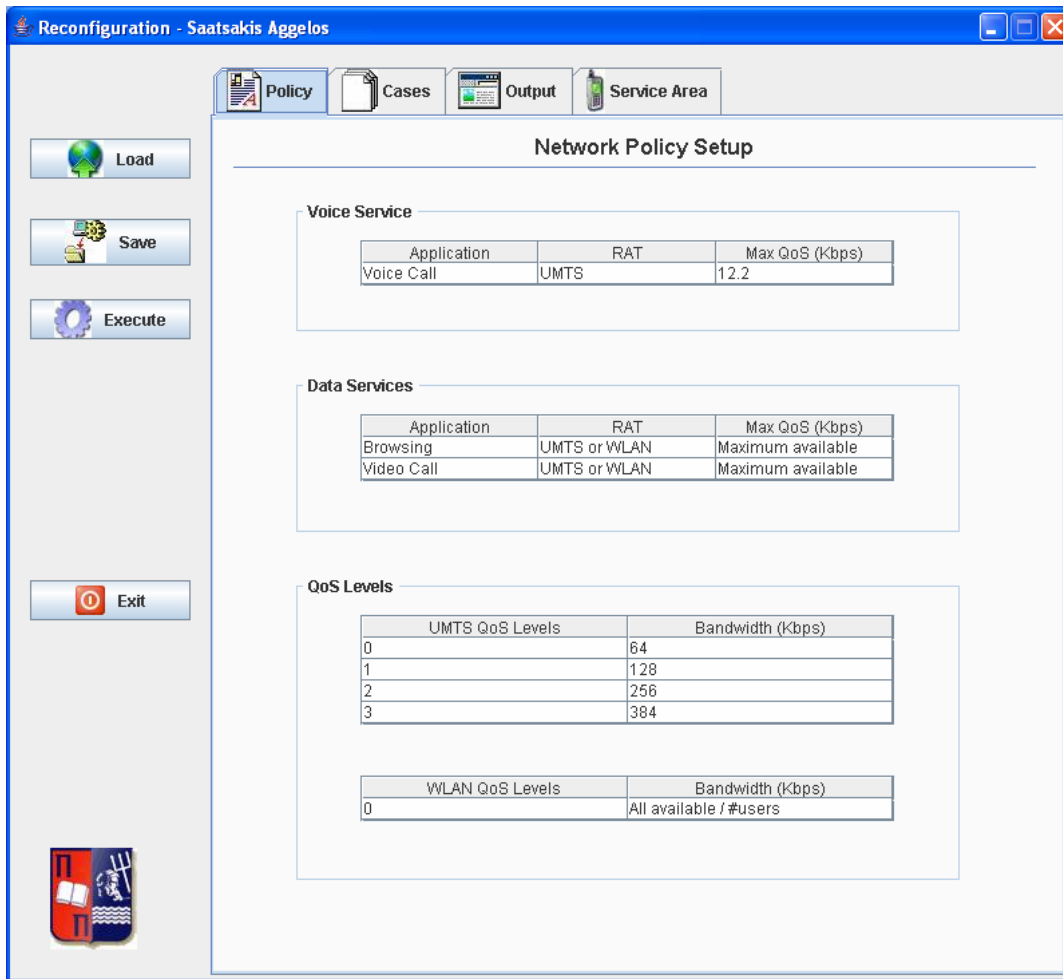 Reconfiguration - Saatsakis Aggelos
Policy Cases Output Service Area
Load
Save
Execute
Exit
Network Policy Setup
Voice Service
Application RAT Max QoS (Kbps)
Voice Call UMTS 12.2
Data Services
Application RAT Max QoS (Kbps)
Browsing UMTS or WLAN Maximum available
Video Call UMTS or WLAN Maximum available
QoS Levels
UMTS QoS Levels Bandwidth (Kbps)
0 64
1 128
2 256
3 384
WLAN QoS Levels Bandwidth (Kbps)
0 All available / #users
Π
Π